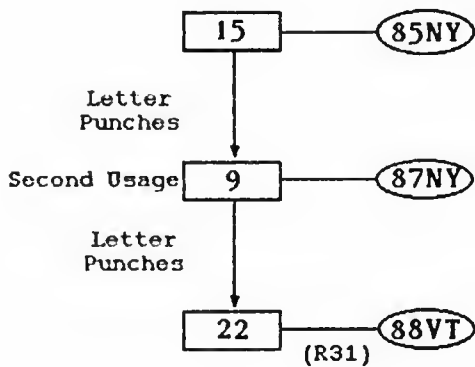 15 85NY
Letter
Punches
Second Usage 9 87NY
Letter
Punches
22 88VT
(R31)